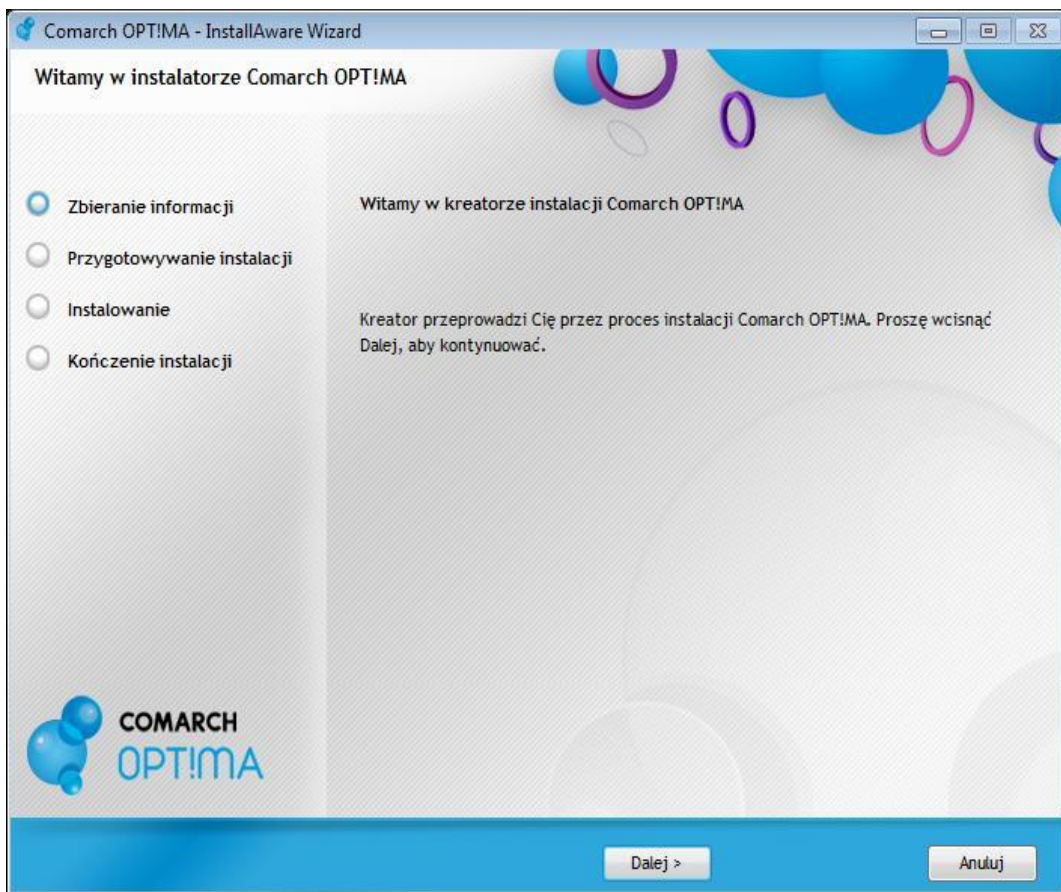 Comarch OPT!MA - InstallAware Wizard
Witamy w instalatorze Comarch OPT!MA
Zbieranie informacji
Przygotowywanie instalacji
Instalowanie
Kończenie instalacji
Witamy w kreatorze instalacji Comarch OPT!MA
Kreator przeprowadzi Cię przez proces instalacji Comarch OPT!MA. Proszę wcisnąć
Dalej, aby kontynuować.
COMARCH
OPT!MA
Dalej >
Anuluj